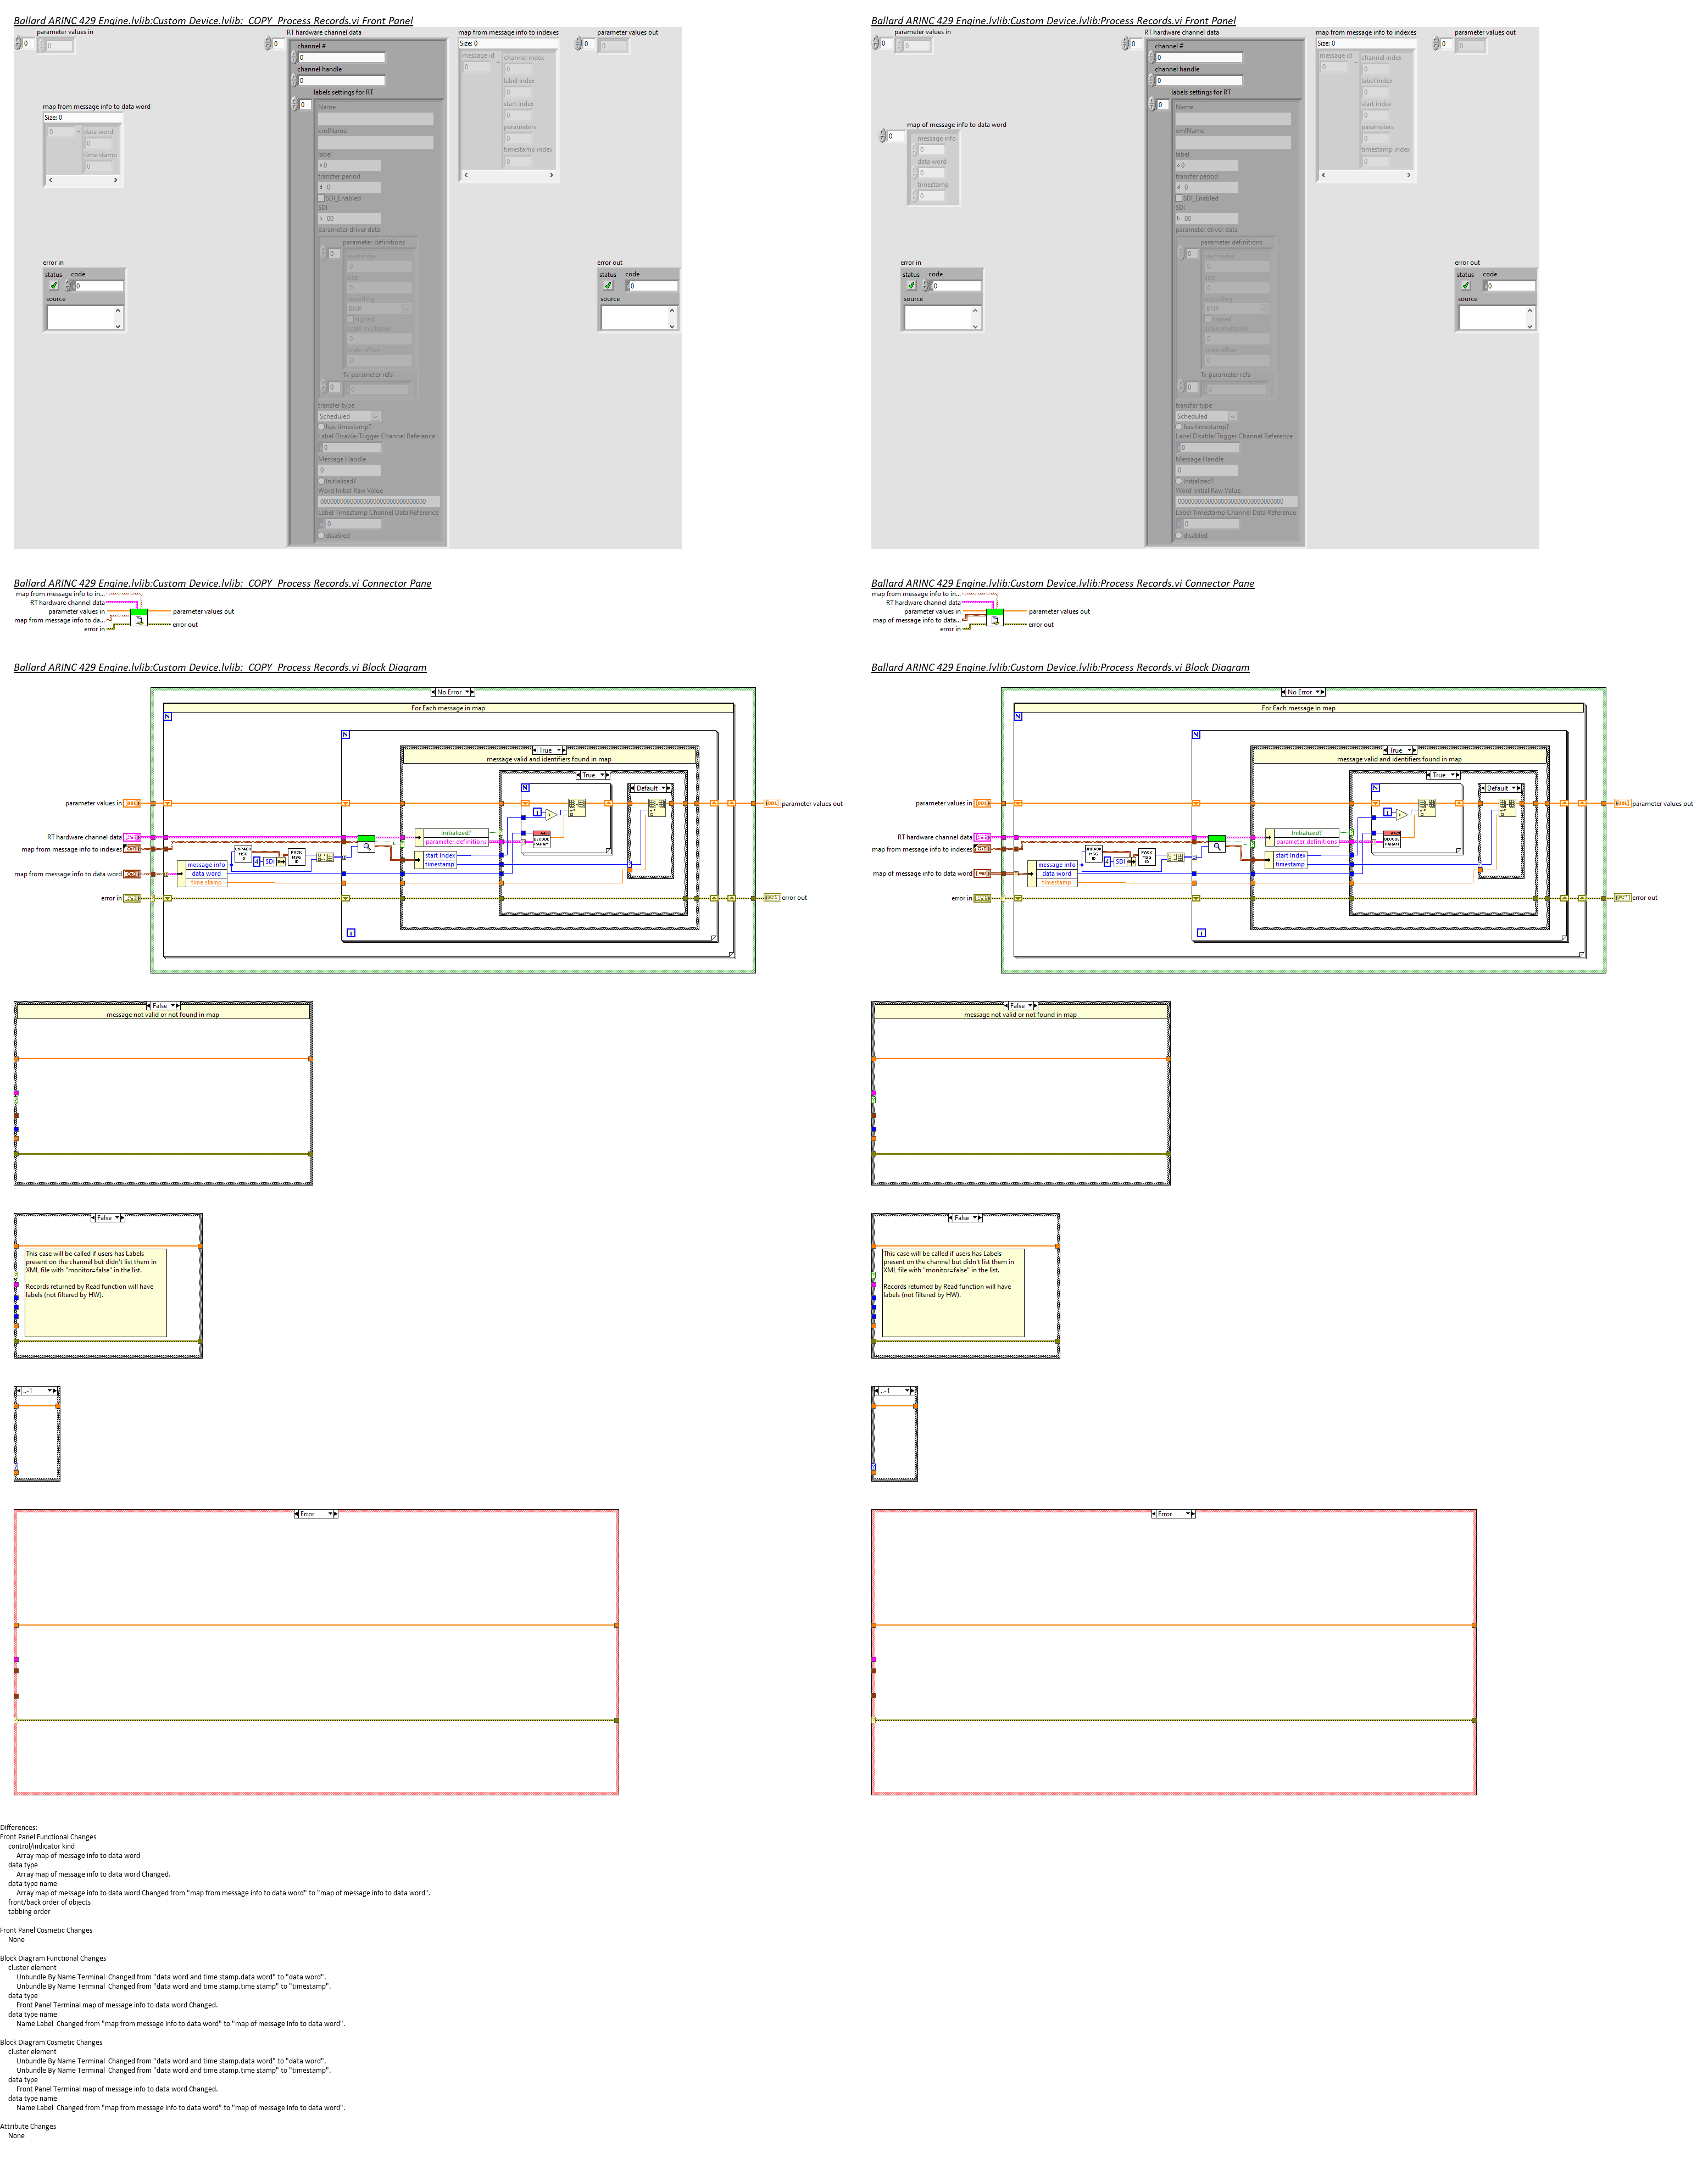 Ballard ARINC 429 Engine.lvlib:Custom Device.lvlib:_COPY_Process Records.vi Front Panel
parameter values in
0
0
RT hardware channel data
0
channel #
0
channel handle
0
labels settings for RT
0
Name
xmlName
label
0
transfer period
d 0
SDI_Enabled
SDI
b 00
parameter driver data
parameter definitions
0
start index
0
size
0
encoding
BNR
signed
scale multiplier
0
scale offset
0
Tx parameter refs
0
0
transfer type
Scheduled
has timestamp?
Label Disable/Trigger Channel Reference
0
Message Handle
0
Initialized?
Word Initial Raw Value
Label Timestamp Channel Data Reference
0
disabled
map from message info to indexes
Size: 0
message id
0
channel index
0
label index
0
start index
0
parameters
0
timestamp index
0
parameter values out
0
0
map from message info to data word
Size: 0
0
data word
0
time stamp
0
error in
status code
0
source
error out
status code
0
source
Ballard ARINC 429 Engine.lvlib:Custom Device.lvlib:Process Records.vi Front Panel
parameter values in
0
0
RT hardware channel data
0
channel #
0
channel handle
0
labels settings for RT
0
Name
xmlName
label
0
transfer period
d 0
SDI_Enabled
SDI
b 00
parameter driver data
parameter definitions
0
start index
0
size
0
encoding
BNR
signed
scale multiplier
0
scale offset
0
Tx parameter refs
0
0
transfer type
Scheduled
has timestamp?
Label Disable/Trigger Channel Reference
0
Message Handle
0
Initialized?
Word Initial Raw Value
Label Timestamp Channel Data Reference
0
disabled
map from message info to indexes
Size: 0
message id
0
channel index
0
label index
0
start index
0
parameters
0
timestamp index
0
parameter values out
0
0
map of message info to data word
0
message info
0
data word
0
timestamp
0
error in
status code
0
source
error out
status code
0
source
Ballard ARINC 429 Engine.lvlib:Custom Device.lvlib:_COPY_Process Records.vi Connector Pane
map from message info to in...
RT hardware channel data
parameter values in
map from message info to da...
error in
parameter values out
error out
Ballard ARINC 429 Engine.lvlib:Custom Device.lvlib:Process Records.vi Connector Pane
map from message info to in...
RT hardware channel data
parameter values in
map of message info to data...
error in
parameter values out
error out
Ballard ARINC 429 Engine.lvlib:Custom Device.lvlib:_COPY_Process Records.vi Block Diagram
No Error
For Each message in map
N
N
True
message valid and identifiers found in map
True
N
Default
parameter values in
parameter values out
i
RT hardware channel data
Initialized?
parameter definitions
A429
DECODE
PARAM
map from message info to indexes
UNPACK
MSG
ID
4
SDI
PACK
MSG
ID
start index
timestamp
map from message info to data word
message info
data word
time stamp
error in
error out
i
Ballard ARINC 429 Engine.lvlib:Custom Device.lvlib:Process Records.vi Block Diagram
No Error
For Each message in map
N
N
True
message valid and identifiers found in map
True
N
Default
parameter values in
parameter values out
i
RT hardware channel data
Initialized?
parameter definitions
A429
DECODE
PARAM
map from message info to indexes
UNPACK
MSG
ID
4
SDI
PACK
MSG
ID
start index
timestamp
map of message info to data word
message info
data word
timestamp
error in
error out
i
False
message not valid or not found in map
False
message not valid or not found in map
False
This case will be called if users has Labels
present on the channel but didn't list them in
XML file with "monitor=false" in the list.
Records returned by Read function will have
labels (not filtered by HW).
False
This case will be called if users has Labels
present on the channel but didn't list them in
XML file with "monitor=false" in the list.
Records returned by Read function will have
labels (not filtered by HW).
..-1
..-1
Error
Error
Differences:
Front Panel Functional Changes
control/indicator kind
Array map of message info to data word
data type
Array map of message info to data word Changed.
data type name
Array map of message info to data word Changed from "map from message info to data word" to "map of message info to data word".
front/back order of objects
tabbing order
Front Panel Cosmetic Changes
None
Block Diagram Functional Changes
cluster element
Unbundle By Name Terminal Changed from "data word and time stamp.data word" to "data word".
Unbundle By Name Terminal Changed from "data word and time stamp.time stamp" to "timestamp".
data type
Front Panel Terminal map of message info to data word Changed.
data type name
Name Label Changed from "map from message info to data word" to "map of message info to data word".
Block Diagram Cosmetic Changes
cluster element
Unbundle By Name Terminal Changed from "data word and time stamp.data word" to "data word".
Unbundle By Name Terminal Changed from "data word and time stamp.time stamp" to "timestamp".
data type
Front Panel Terminal map of message info to data word Changed.
data type name
Name Label Changed from "map from message info to data word" to "map of message info to data word".
Attribute Changes
None